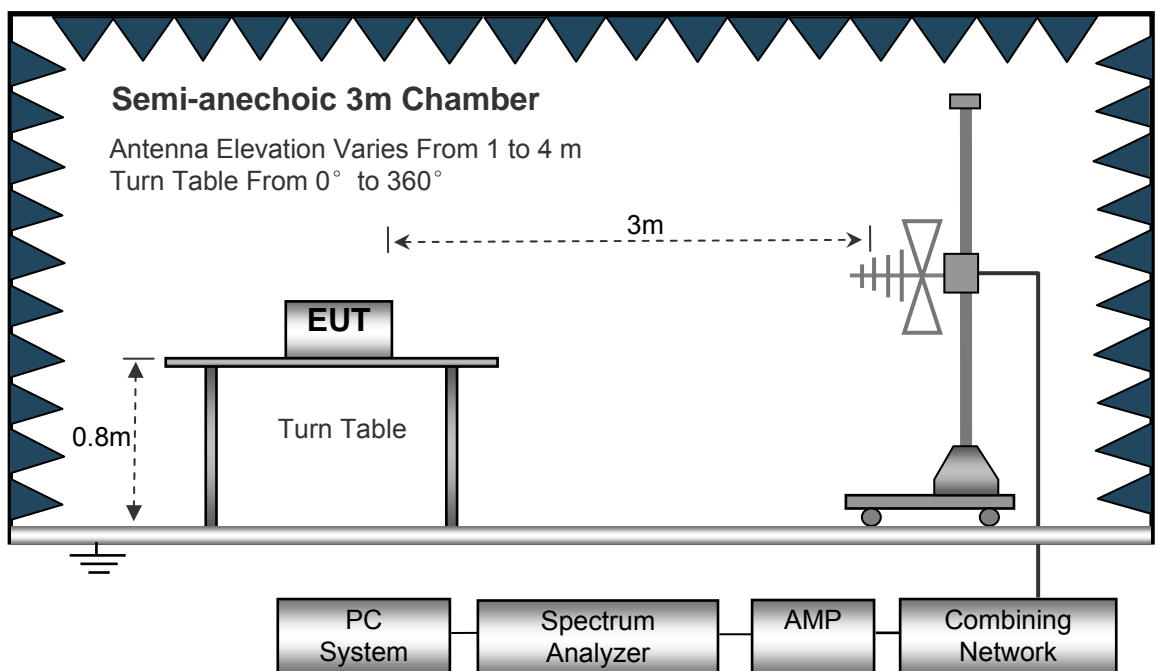 Semi-anechoic 3m Chamber
Antenna Elevation Varies From 1 to 4 m
Turn Table From 0° to 360°
3m
EUT
0.8m
Turn Table
PC
System
Spectrum
Analyzer
AMP
Combining
Network